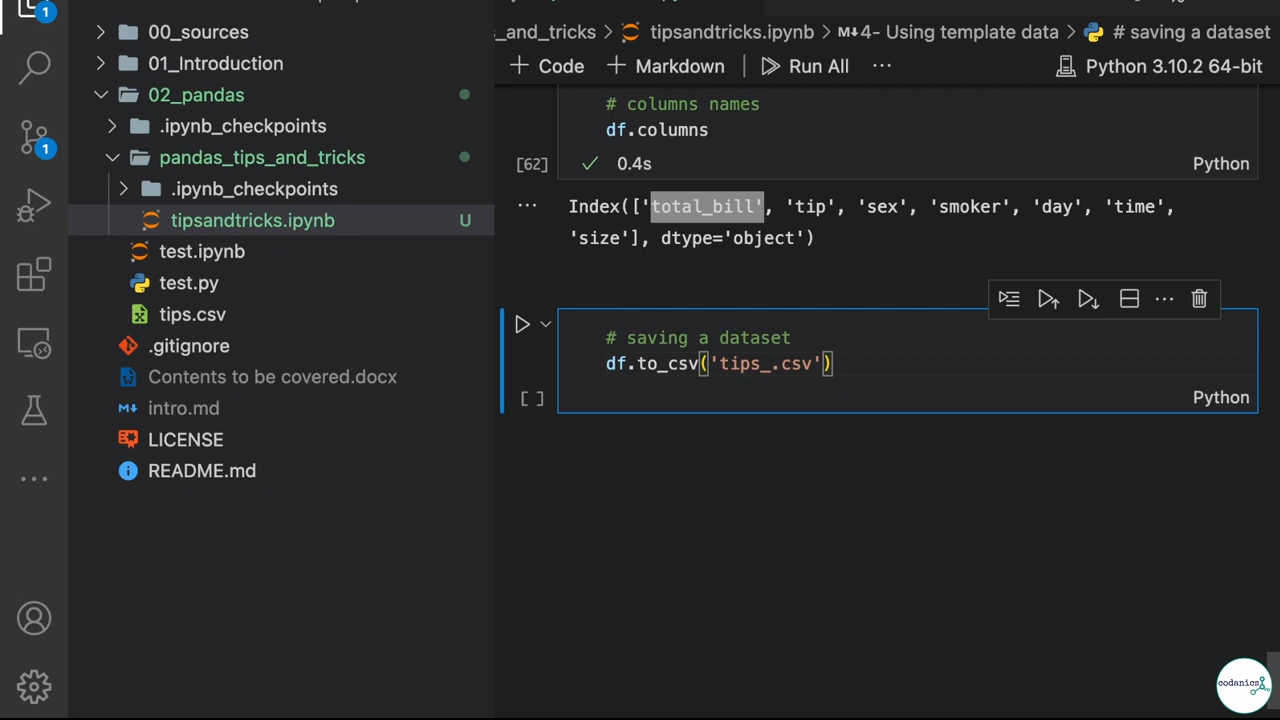 1
00_sources
01_Introduction
02_pandas
.ipynb_checkpoints
pandas_tips_and_tricks
.ipynb_checkpoints
tipsandtricks.ipynb U
test.ipynb
1
test.py
tips.csv
.gitignore
Contents to be covered.docx
intro.md
LICENSE
README.md
s_and_tricks > tipsandtricks.ipynb > M↓4- Using template data > # saving a dataset
+ Code + Markdown | Run All ··· Python 3.10.2 64-bit
# columns names
df.columns
[62] ✓ 0.4s Python
··· Index(['total_bill', 'tip', 'sex', 'smoker', 'day', 'time',
'size'], dtype='object')
# saving a dataset
df.to_csv('tips_.csv')
[ ] Python
codanics